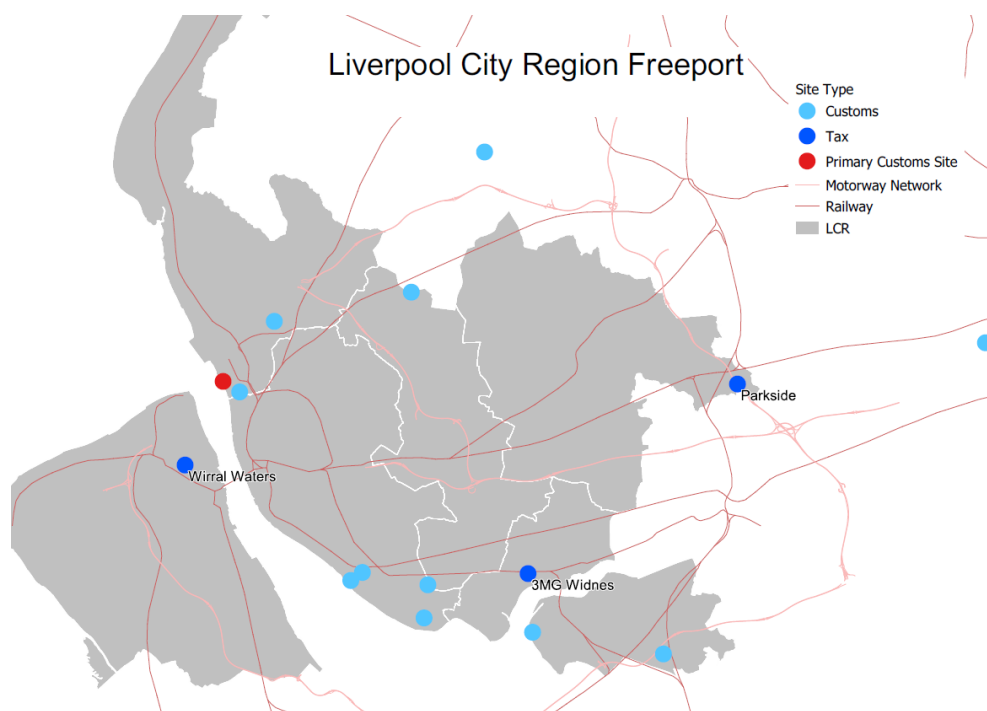 Liverpool City Region Freeport
Site Type
Customs
Tax
Primary Customs Site
Motorway Network
Railway
LCR
Parkside
Wirral Waters
3MG Widnes